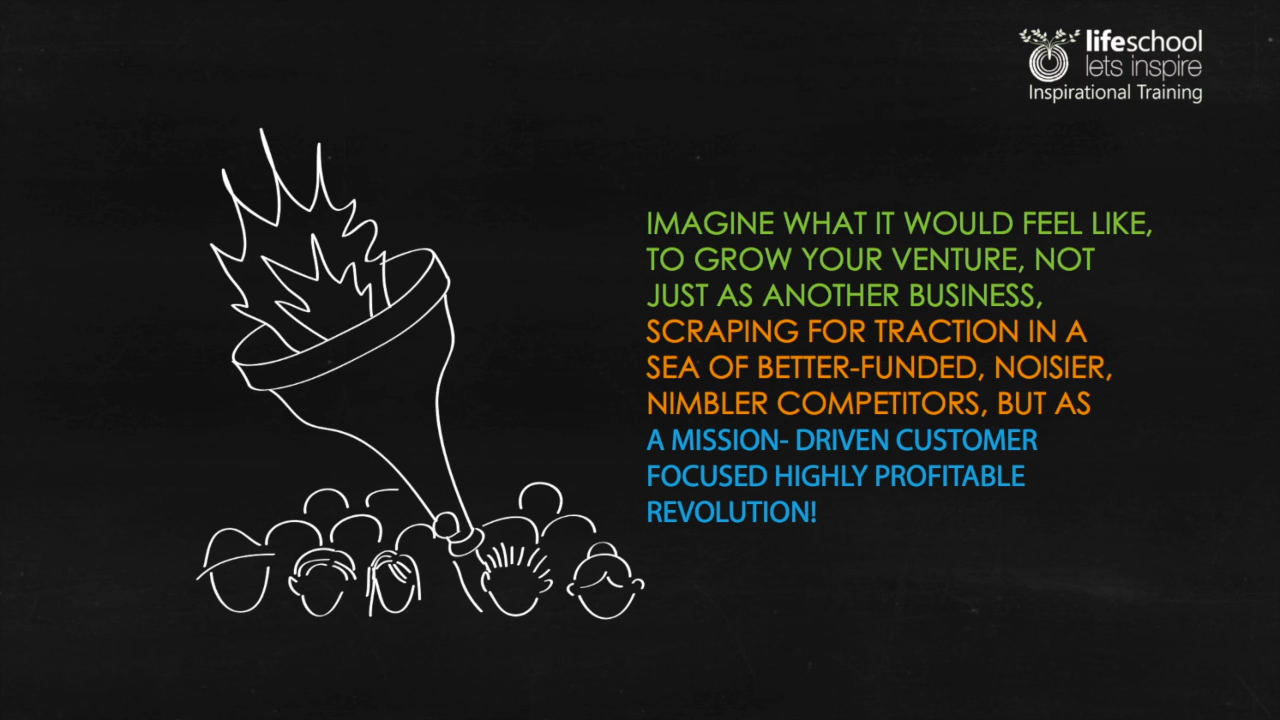 lifeschool
lets inspire
Inspirational Training
IMAGINE WHAT IT WOULD FEEL LIKE,
TO GROW YOUR VENTURE, NOT
JUST AS ANOTHER BUSINESS,
SCRAPING FOR TRACTION IN A
SEA OF BETTER-FUNDED, NOISIER,
NIMBLER COMPETITORS, BUT AS
A MISSION- DRIVEN CUSTOMER
FOCUSED HIGHLY PROFITABLE
REVOLUTION!